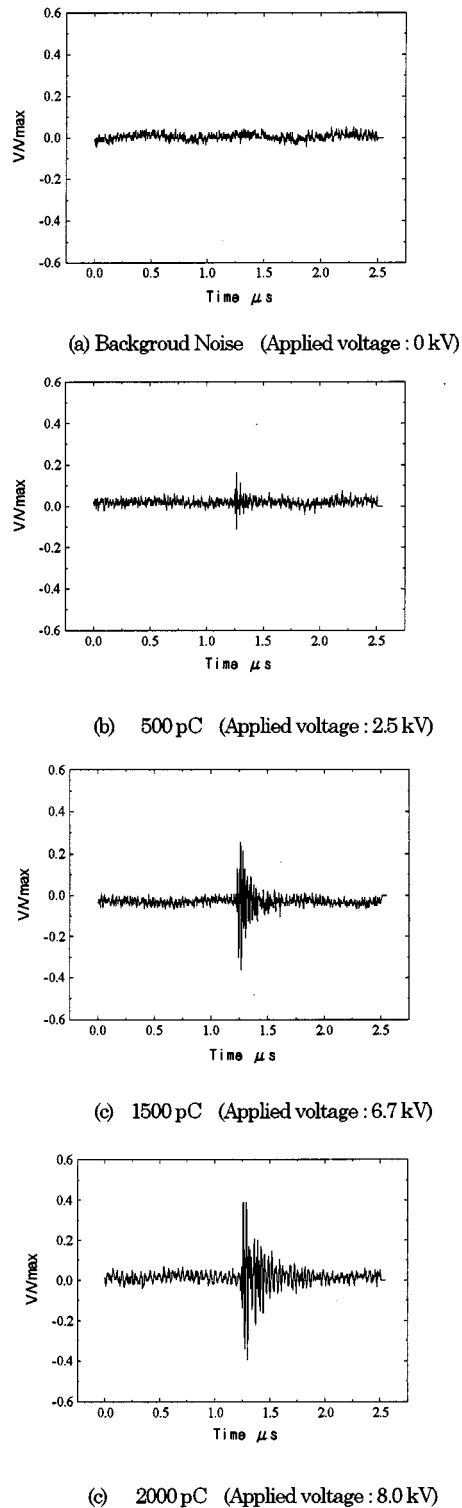 0.6
0.4
0.2
0.0
-0.2
-0.4
-0.6
V/Vmax
0.0 0.5 1.0 1.5 2.0 2.5
Time μs
(a) Backgroud Noise (Applied voltage : 0 kV)
0.6
0.4
0.2
0.0
-0.2
-0.4
-0.6
V/Vmax
0.0 0.5 1.0 1.5 2.0 2.5
Time μs
(b) 500 pC (Applied voltage : 2.5 kV)
0.6
0.4
0.2
0.0
-0.2
-0.4
-0.6
V/Vmax
0.0 0.5 1.0 1.5 2.0 2.5
Time μs
(c) 1500 pC (Applied voltage : 6.7 kV)
0.6
0.4
0.2
0.0
-0.2
-0.4
-0.6
V/Vmax
0.0 0.5 1.0 1.5 2.0 2.5
Time μs
(c) 2000 pC (Applied voltage : 8.0 kV)